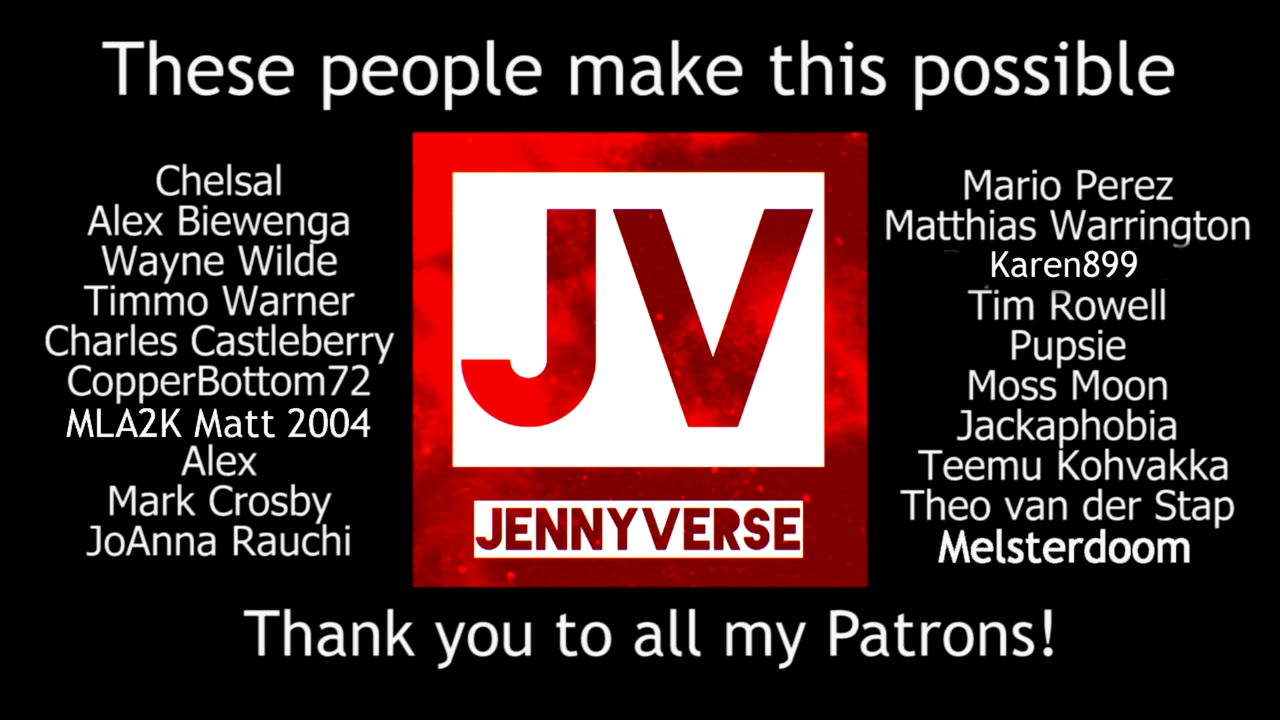 These people make this possible
Chelsal
Alex Biewenga
Wayne Wilde
Timmo Warner
Charles Castleberry
CopperBottom72
MLA2K Matt 2004
Alex
Mark Crosby
JoAnna Rauchi
JV
JENNYVERSE
Mario Perez
Matthias Warrington
Karen899
Tim Rowell
Pupsie
Moss Moon
Jackaphobia
Teemu Kohvakka
Theo van der Stap
Melsterdoom
Thank you to all my Patrons!